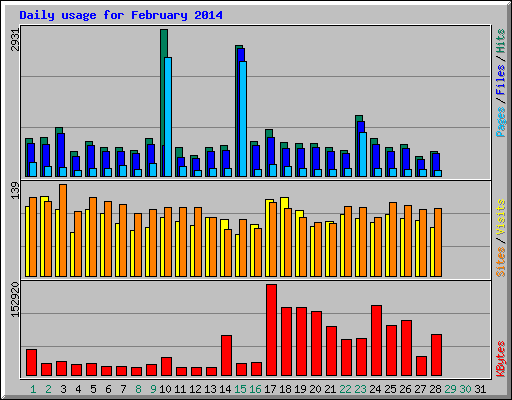 Daily usage for February 2014
2931
Pages / Files / Hits
139
Sites / Visits
152920
KBytes
1 2 3 4 5 6 7 8 9 10 11 12 13 14 15 16 17 18 19 20 21 22 23 24 25 26 27 28 29 30 31